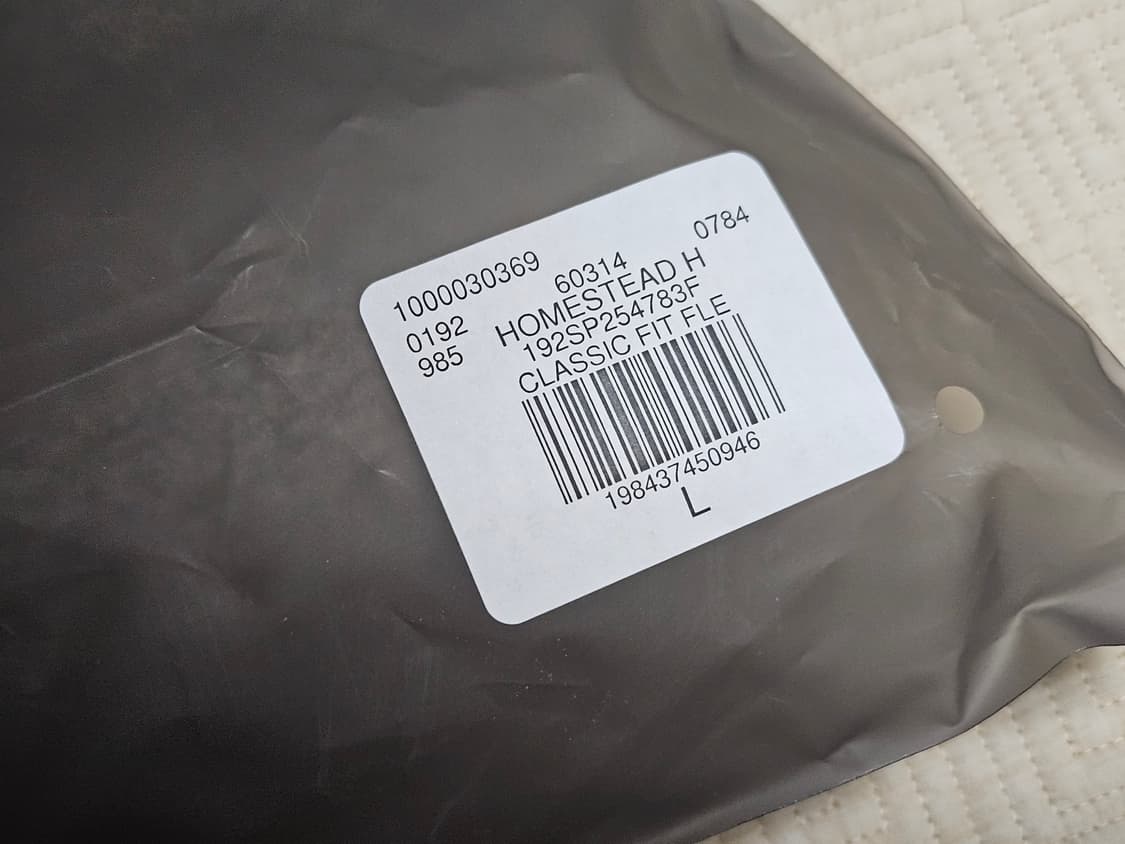 1000030369 0784
0192 60314
985 HOMESTEAD H
192SP254783F
CLASSIC FIT FLE
198437450946
L